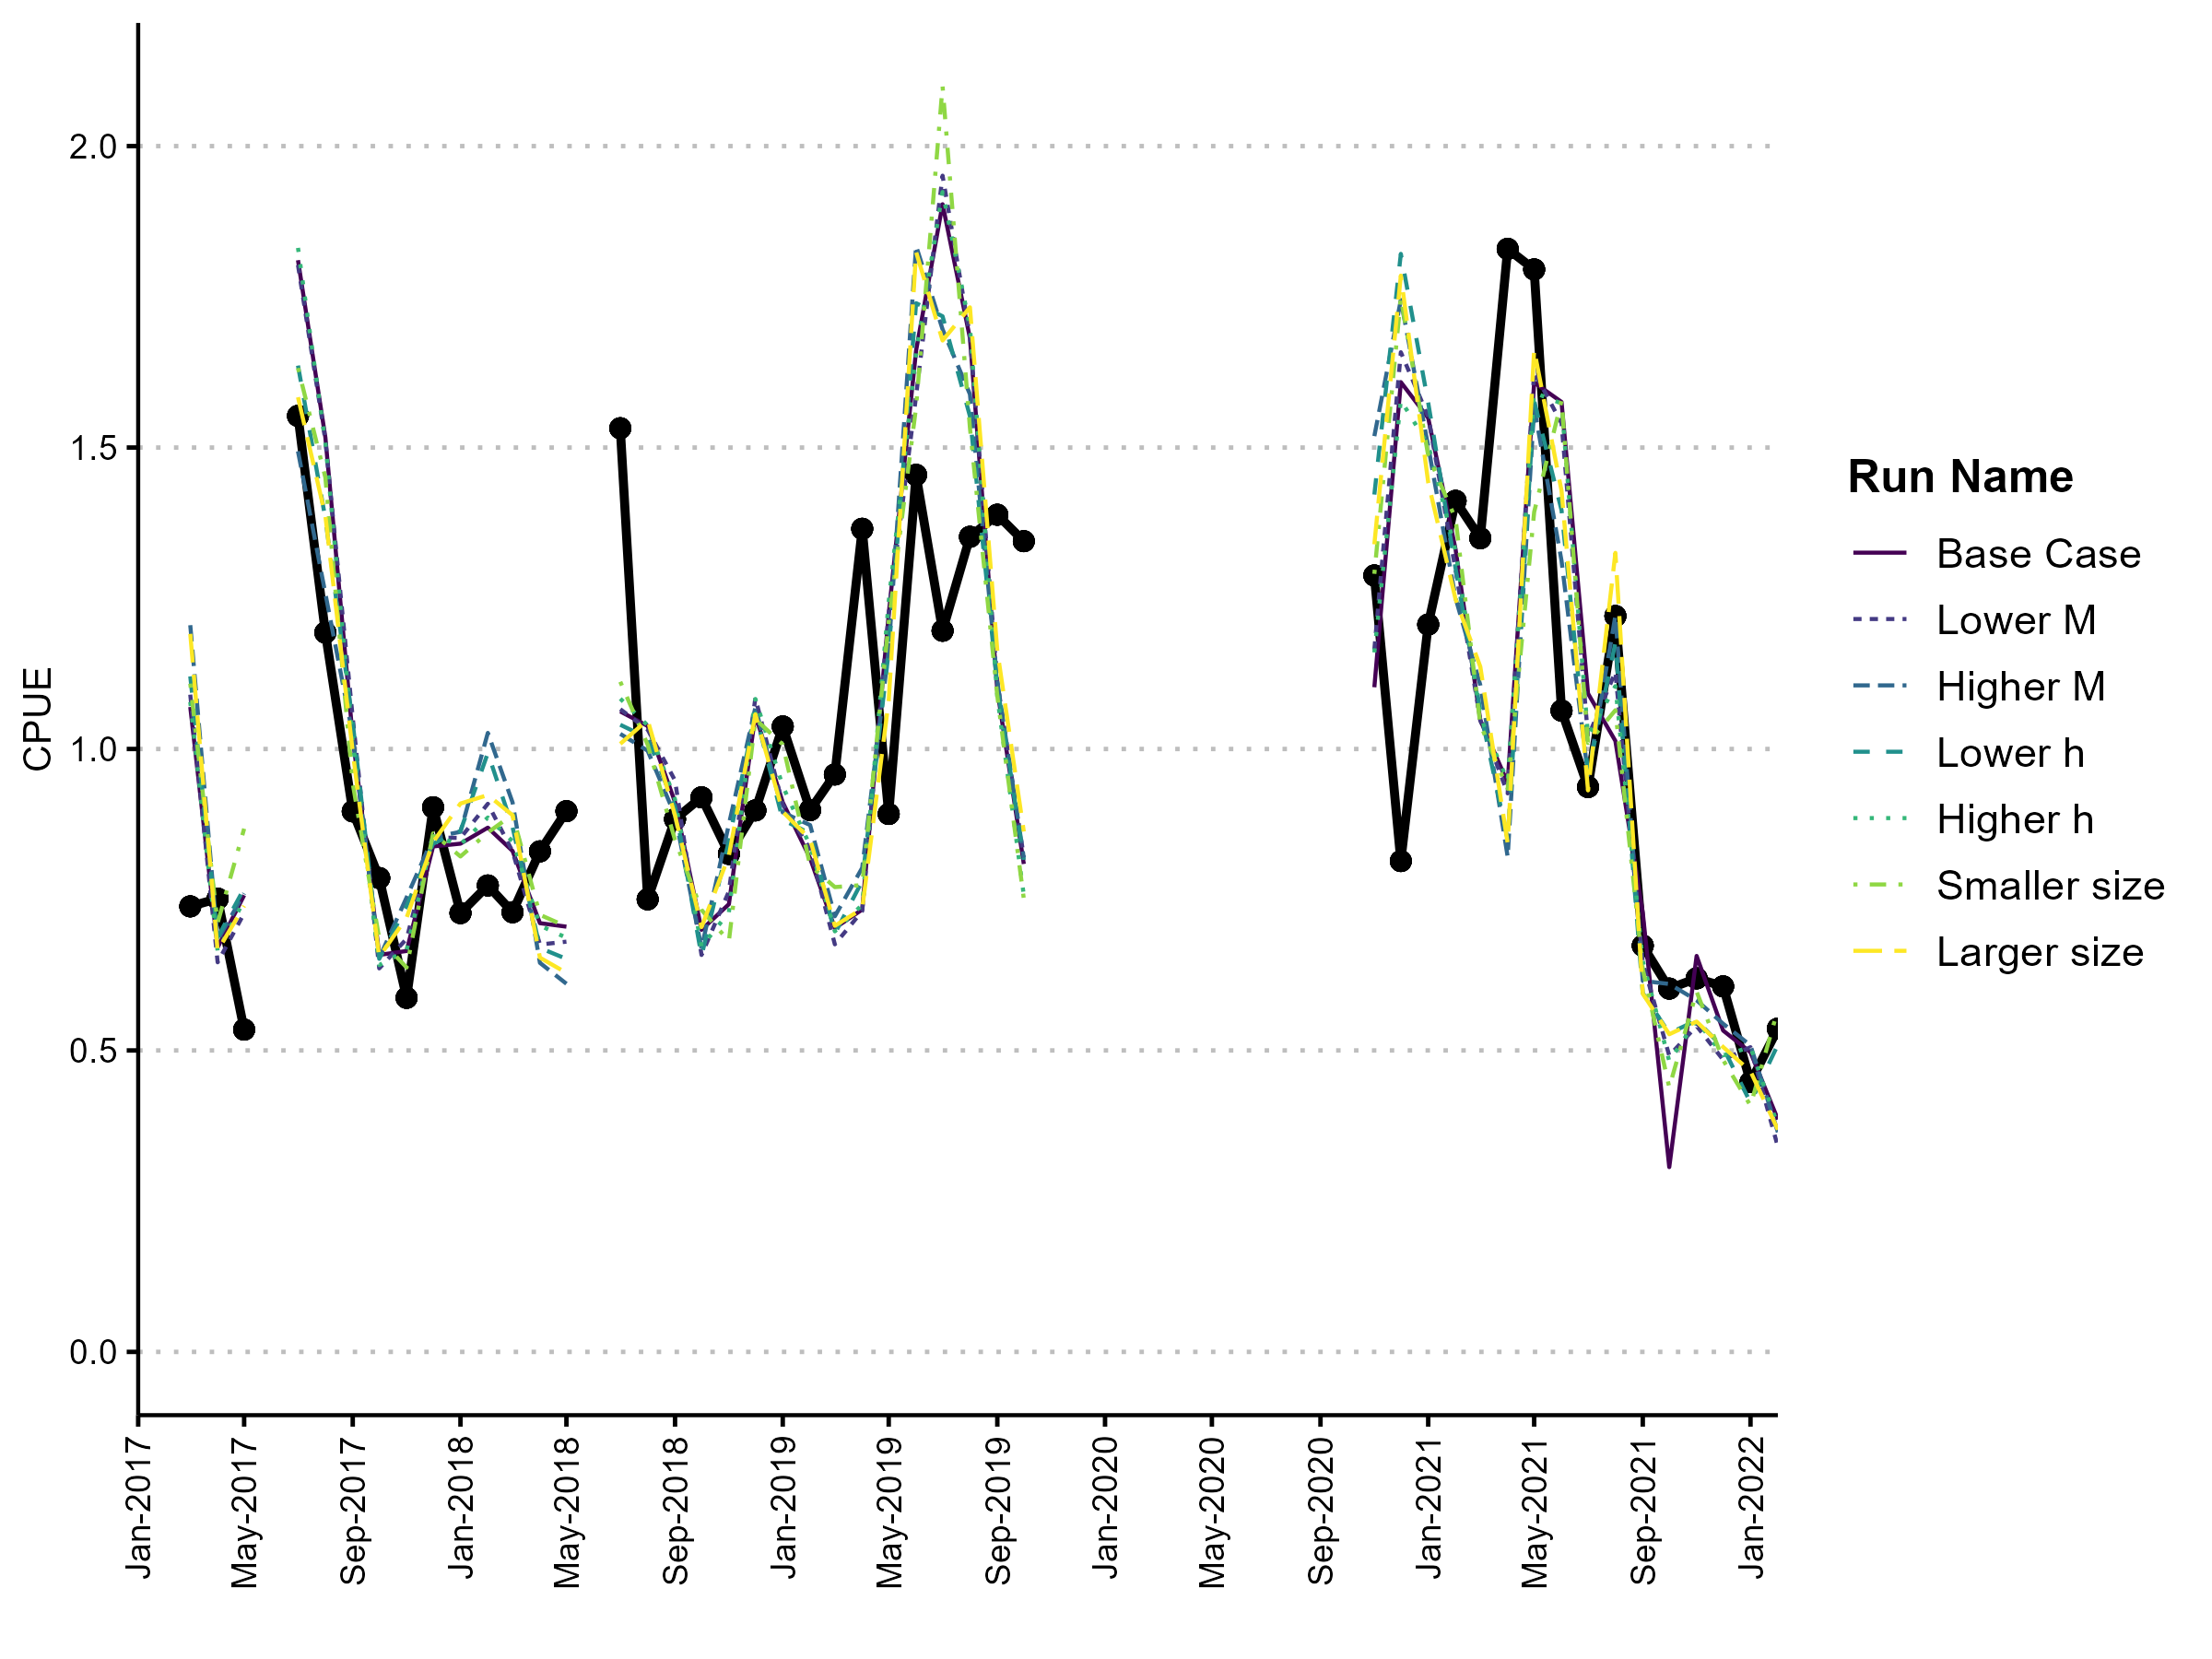 CPUE
2.0
1.5
1.0
0.5
0.0
Jan-2017
May-2017
Sep-2017
Jan-2018
May-2018
Sep-2018
Jan-2019
May-2019
Sep-2019
Jan-2020
May-2020
Sep-2020
Jan-2021
May-2021
Sep-2021
Jan-2022
Run Name
Base Case
Lower M
Higher M
Lower h
Higher h
Smaller size
Larger size